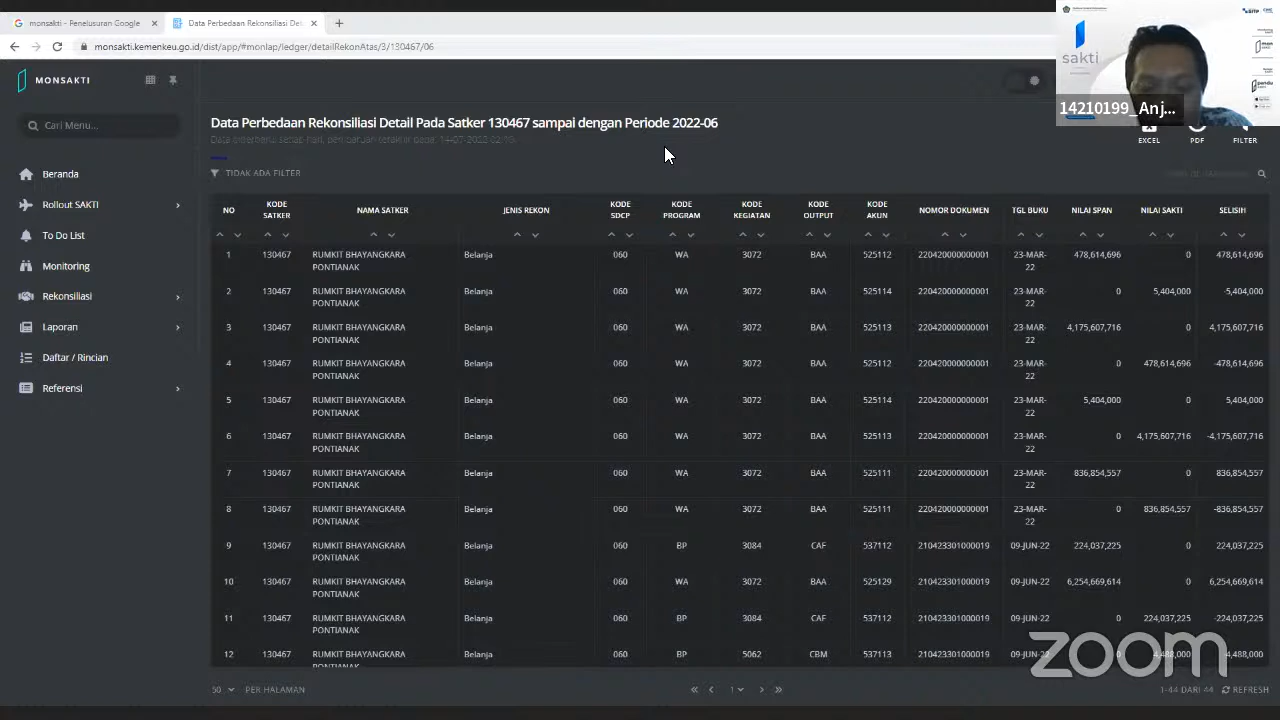 monsakti - Penelusuran Google
Data Perbedaan Rekonsiliasi De
monsakti.kemenkeu.go.id/dist/app/#monlap/ledger/detailRekonAtas/3/130467/06
sakti
14210199_Anj...
MONSAKTI
Cari Menu...
Beranda
Rollout SAKTI
To Do List
Monitoring
Rekonsiliasi
Laporan
Daftar / Rincian
Referensi
Data Perbedaan Rekonsiliasi Detail Pada Satker 130467 sampai dengan Periode 2022-06
EXCEL PDF FILTER
TIDAK ADA FILTER
NO KODE SATKER NAMA SATKER JENIS REKON KODE SDCP KODE PROGRAM KODE KEGIATAN KODE OUTPUT KODE AKUN NOMOR DOKUMEN TGL BUKU NILAI SPAN NILAI SAKTI SELISIH
1 130467 RUMKIT BHAYANGKARA PONTIANAK Belanja 060 WA 3072 BAA 525112 220420000000001 23-MAR-22 478,614,696 0 478,614,696
2 130467 RUMKIT BHAYANGKARA PONTIANAK Belanja 060 WA 3072 BAA 525114 220420000000001 23-MAR-22 0 5,404,000 -5,404,000
3 130467 RUMKIT BHAYANGKARA PONTIANAK Belanja 060 WA 3072 BAA 525113 220420000000001 23-MAR-22 4,175,607,716 0 4,175,607,716
4 130467 RUMKIT BHAYANGKARA PONTIANAK Belanja 060 WA 3072 BAA 525112 220420000000001 23-MAR-22 0 478,614,696 -478,614,696
5 130467 RUMKIT BHAYANGKARA PONTIANAK Belanja 060 WA 3072 BAA 525114 220420000000001 23-MAR-22 5,404,000 0 5,404,000
6 130467 RUMKIT BHAYANGKARA PONTIANAK Belanja 060 WA 3072 BAA 525113 220420000000001 23-MAR-22 0 4,175,607,716 -4,175,607,716
7 130467 RUMKIT BHAYANGKARA PONTIANAK Belanja 060 WA 3072 BAA 525111 220420000000001 23-MAR-22 836,854,557 0 836,854,557
8 130467 RUMKIT BHAYANGKARA PONTIANAK Belanja 060 WA 3072 BAA 525111 220420000000001 23-MAR-22 0 836,854,557 -836,854,557
9 130467 RUMKIT BHAYANGKARA PONTIANAK Belanja 060 BP 3084 CAF 537112 210423301000019 09-JUN-22 224,037,225 0 224,037,225
10 130467 RUMKIT BHAYANGKARA PONTIANAK Belanja 060 WA 3072 BAA 525129 210423301000019 09-JUN-22 6,254,669,614 0 6,254,669,614
11 130467 RUMKIT BHAYANGKARA PONTIANAK Belanja 060 BP 3084 CAF 537112 210423301000019 09-JUN-22 0 224,037,225 -224,037,225
12 130467 RUMKIT BHAYANGKARA PONTIANAK Belanja 060 BP 5062 CBM 537113 210423301000019 09-JUN-22 0 4,488,000 -4,488,000
50 PER HALAMAN 1 1-44 DARI 44 REFRESH
zoom